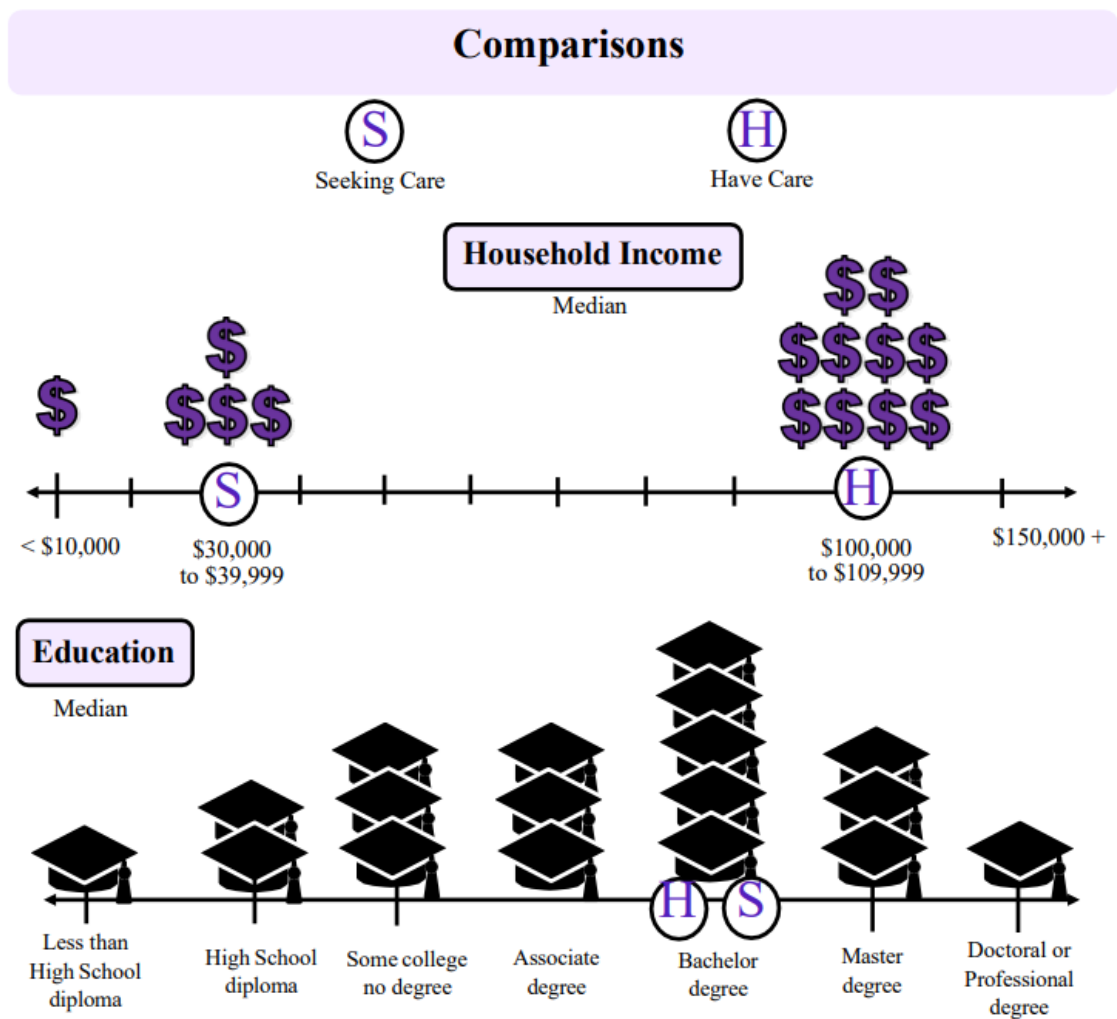 Comparisons
S
H
Seeking Care
Have Care
Household Income
Median
$ $
$
$ $ $ $
$
$ $ $
$ $ $ $
S
H
< $10,000
$30,000
to $39,999
$100,000
to $109,999
$150,000 +
Education
Median
H
S
Less than
High School
diploma
High School
diploma
Some college
no degree
Associate
degree
Bachelor
degree
Master
degree
Doctoral or
Professional
degree